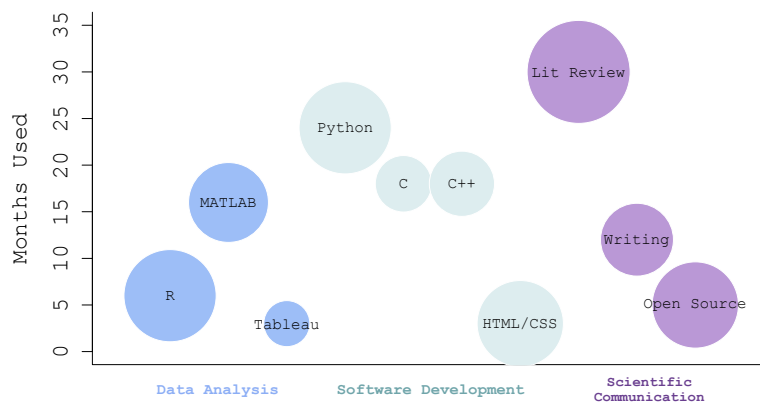 Months Used
35
30
25
20
15
10
5
0
Lit Review
Python
C
C++
MATLAB
Writing
R
Open Source
Tableau
HTML/CSS
Data Analysis
Software Development
Scientific
Communication